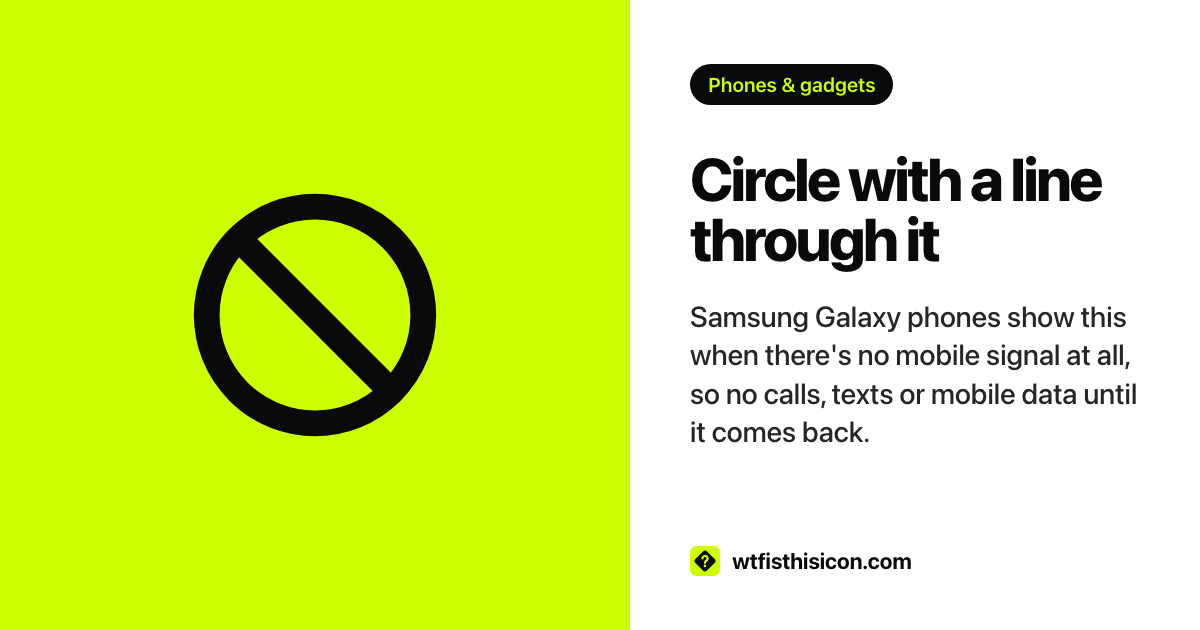 Phones & gadgets
Circle with a line
through it
Samsung Galaxy phones show this
when there's no mobile signal at all,
so no calls, texts or mobile data until
it comes back.
?
wtfisthisicon.com